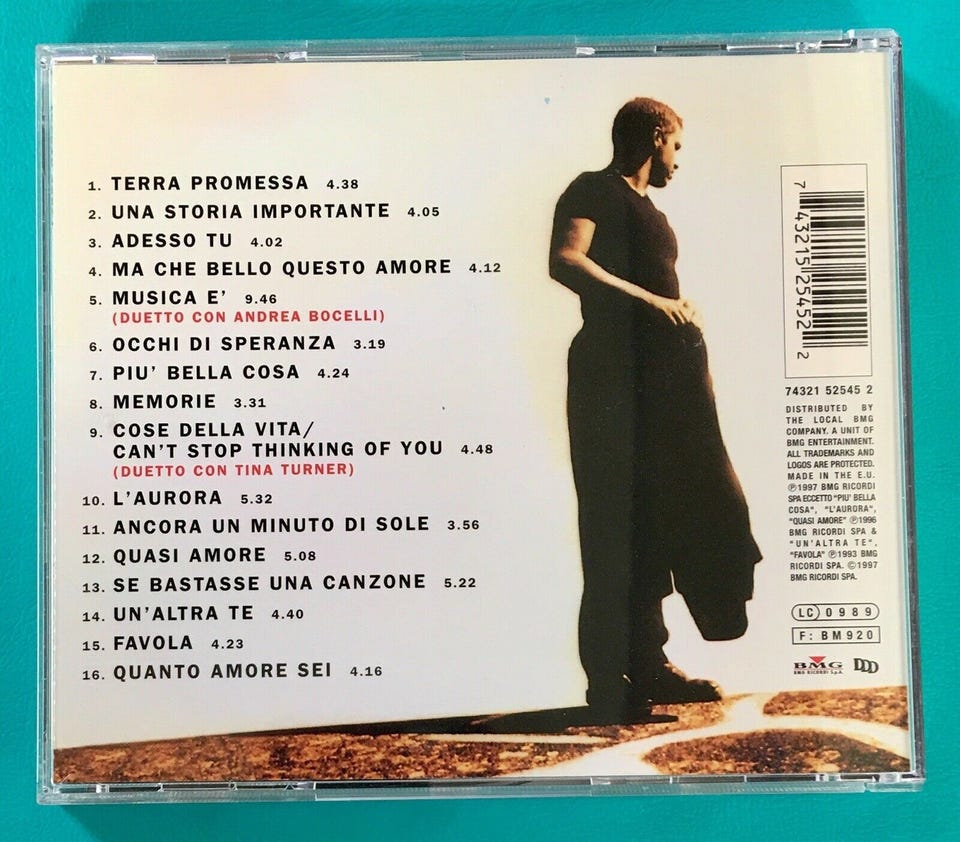 1. TERRA PROMESSA 4.38
2. UNA STORIA IMPORTANTE 4.05
3. ADESSO TU 4.02
4. MA CHE BELLO QUESTO AMORE 4.12
5. MUSICA E' 9.46
(DUETTO CON ANDREA BOCELLI)
6. OCCHI DI SPERANZA 3.19
7. PIU' BELLA COSA 4.24
8. MEMORIE 3.31
9. COSE DELLA VITA/
CAN'T STOP THINKING OF YOU 4.48
(DUETTO CON TINA TURNER)
10. L'AURORA 5.32
11. ANCORA UN MINUTO DI SOLE 3.56
12. QUASI AMORE 5.08
13. SE BASTASSE UNA CANZONE 5.22
14. UN'ALTRA TE 4.40
15. FAVOLA 4.23
16. QUANTO AMORE SEI 4.16
7 43215 25452 2
74321 52545 2
DISTRIBUTED BY
THE LOCAL BMG
COMPANY. A UNIT OF
BMG ENTERTAINMENT.
ALL TRADEMARKS AND
LOGOS ARE PROTECTED.
MADE IN THE E.U.
℗1997 BMG RICORDI
SPA ECCETTO "PIU' BELLA
COSA", "L'AURORA",
"QUASI AMORE" ℗1996
BMG RICORDI SPA &
"UN'ALTRA TE",
"FAVOLA" ℗1993 BMG
RICORDI SPA. ©1997
BMG RICORDI SPA.
LC 0989
F: BM920
BMG DDD
BMG RICORDI S.p.A.